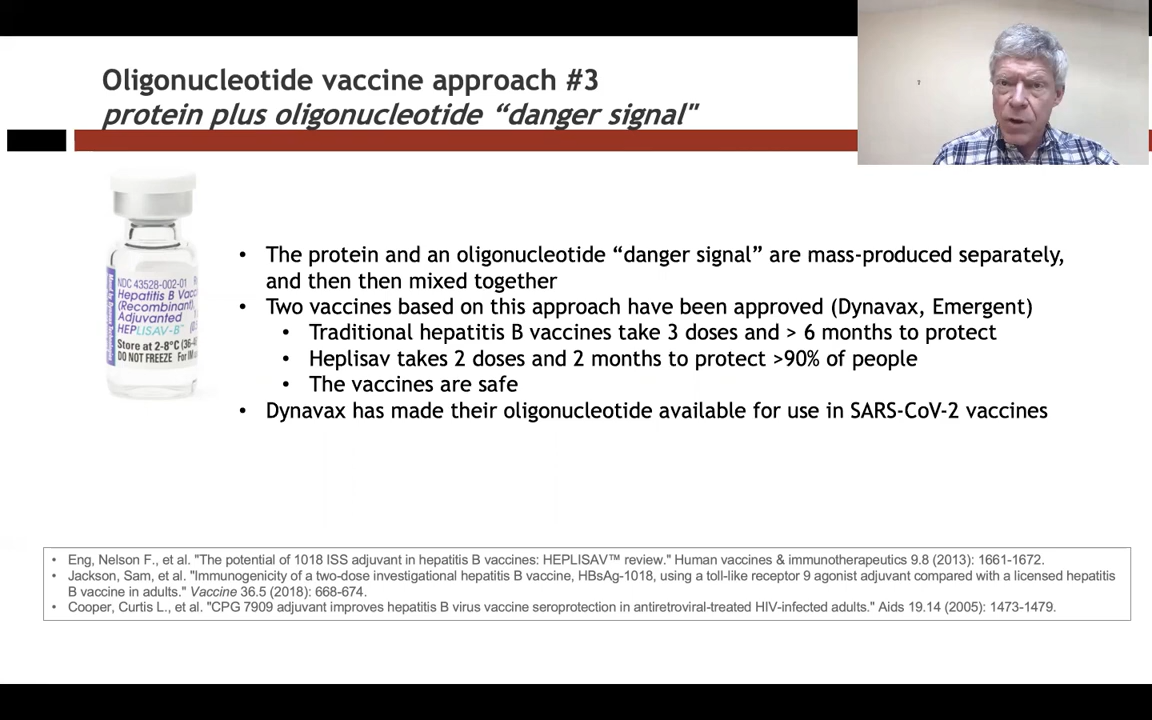 Oligonucleotide vaccine approach #3
protein plus oligonucleotide “danger signal"
NDC 43528-002-01
Hepatitis B Vacc
(Recombinant)
Adjuvanted
HEPLISAV-B™
Store at 2-8°C (36-4
DO NOT FREEZE For IM
• The protein and an oligonucleotide “danger signal” are mass-produced separately,
and then then mixed together
• Two vaccines based on this approach have been approved (Dynavax, Emergent)
• Traditional hepatitis B vaccines take 3 doses and > 6 months to protect
• Heplisav takes 2 doses and 2 months to protect >90% of people
• The vaccines are safe
• Dynavax has made their oligonucleotide available for use in SARS-CoV-2 vaccines
• Eng, Nelson F., et al. "The potential of 1018 ISS adjuvant in hepatitis B vaccines: HEPLISAV™ review." Human vaccines & immunotherapeutics 9.8 (2013): 1661-1672.
• Jackson, Sam, et al. "Immunogenicity of a two-dose investigational hepatitis B vaccine, HBsAg-1018, using a toll-like receptor 9 agonist adjuvant compared with a licensed hepatitis
B vaccine in adults." Vaccine 36.5 (2018): 668-674.
• Cooper, Curtis L., et al. "CPG 7909 adjuvant improves hepatitis B virus vaccine seroprotection in antiretroviral-treated HIV-infected adults." Aids 19.14 (2005): 1473-1479.